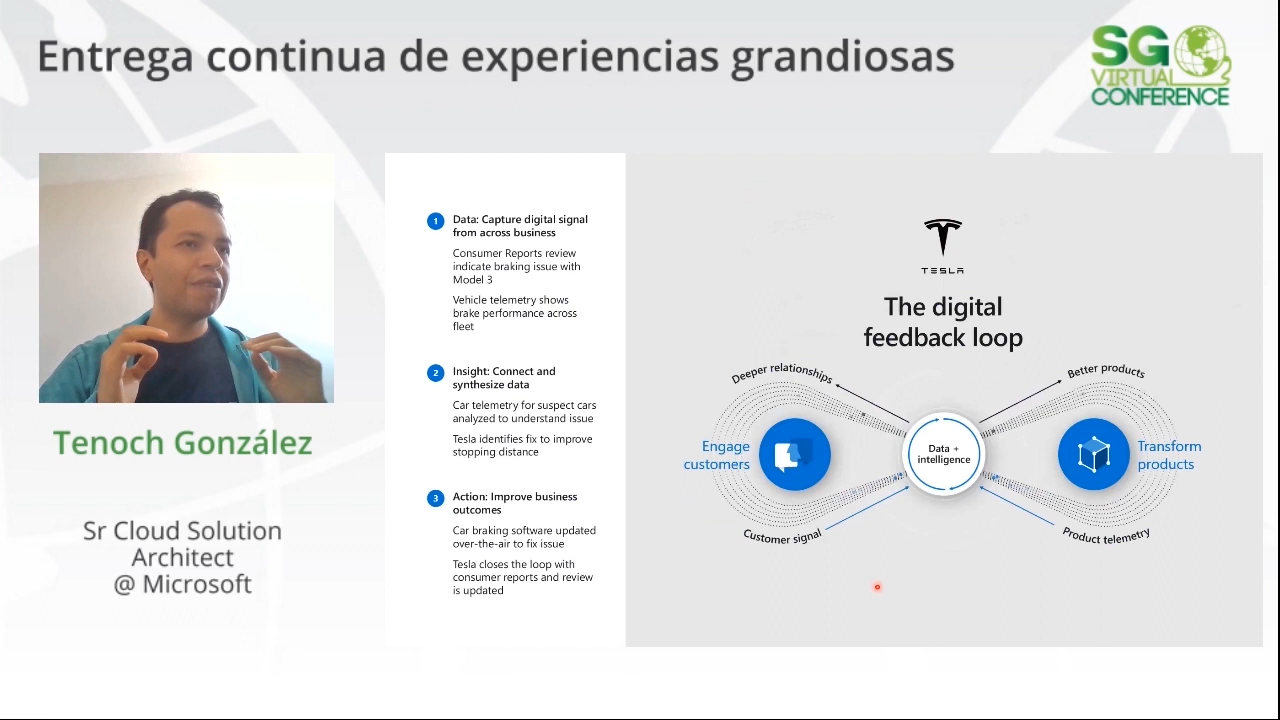 Entrega continua de experiencias grandiosas
SG
VIRTUAL
CONFERENCE
Tenoch González
Sr Cloud Solution
Architect
@ Microsoft
1
Data: Capture digital signal
from across business
Consumer Reports review
indicate braking issue with
Model 3
Vehicle telemetry shows
brake performance across
fleet
2
Insight: Connect and
synthesize data
Car telemetry for suspect cars
analyzed to understand issue
Tesla identifies fix to improve
stopping distance
3
Action: Improve business
outcomes
Car braking software updated
over-the-air to fix issue
Tesla closes the loop with
consumer reports and review
is updated
TESLA
The digital
feedback loop
Deeper relationships
Better products
Engage
customers
Data +
intelligence
Transform
products
Customer signal
Product telemetry